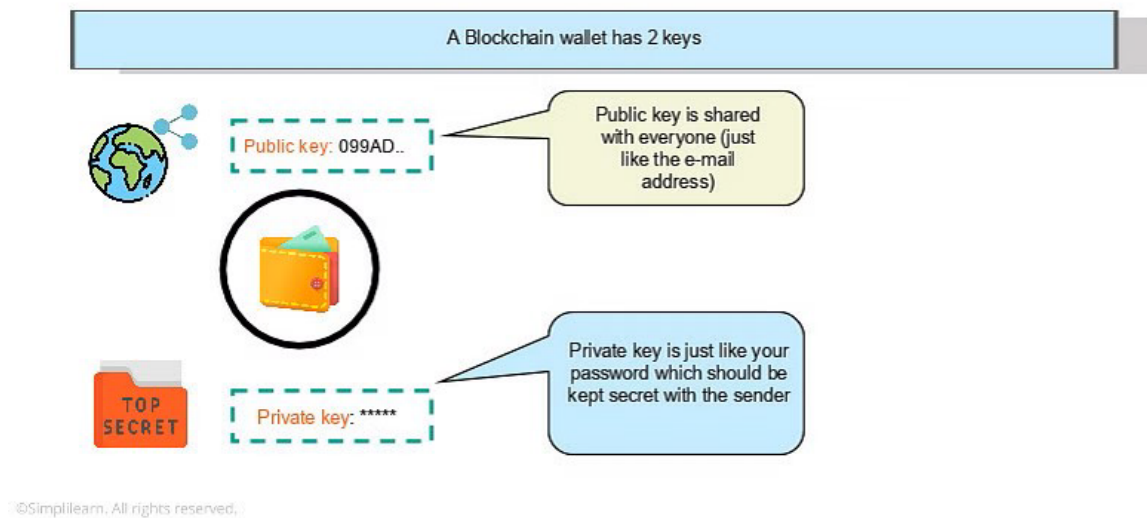 A Blockchain wallet has 2 keys
Public key: 099AD..
Public key is shared
with everyone (just
like the e-mail
address)
Private key is just like your
password which should be
kept secret with the sender
TOP
SECRET
Private key: *****
©Simplilearn. All rights reserved.